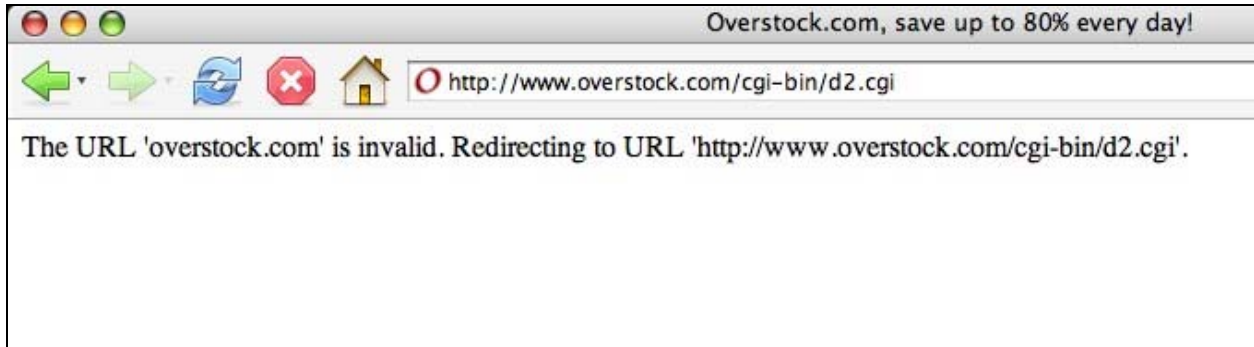 Overstock.com, save up to 80% every day!
http://www.overstock.com/cgi-bin/d2.cgi
The URL 'overstock.com' is invalid. Redirecting to URL 'http://www.overstock.com/cgi-bin/d2.cgi'.